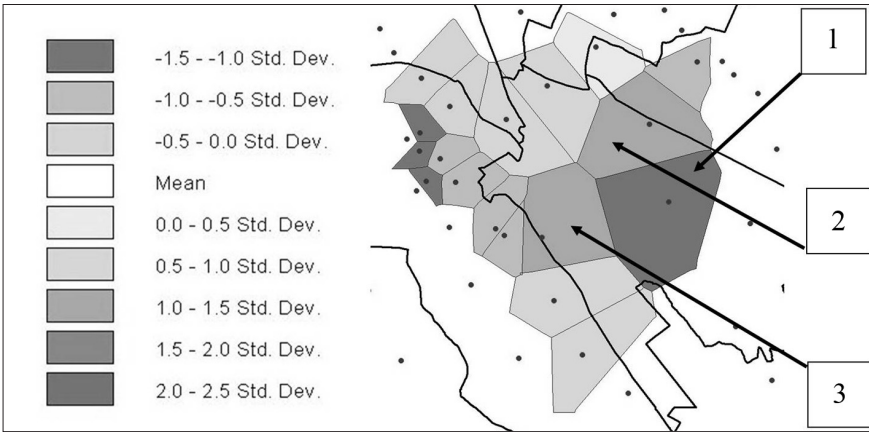 -1.5 - -1.0 Std. Dev.
-1.0 - -0.5 Std. Dev.
-0.5 - 0.0 Std. Dev.
Mean
0.0 - 0.5 Std. Dev.
0.5 - 1.0 Std. Dev.
1.0 - 1.5 Std. Dev.
1.5 - 2.0 Std. Dev.
2.0 - 2.5 Std. Dev.
1
2
3